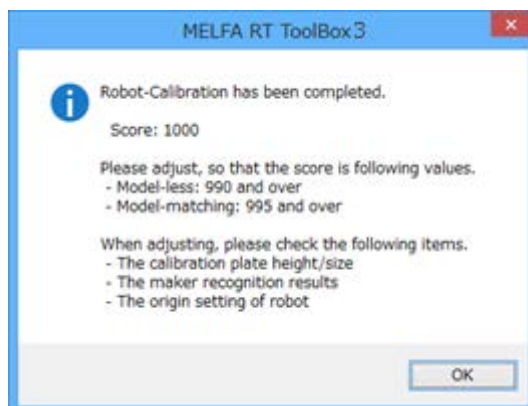 MELFA RT ToolBox3
Robot-Calibration has been completed.
Score: 1000
Please adjust, so that the score is following values.
- Model-less: 990 and over
- Model-matching: 995 and over
When adjusting, please check the following items.
- The calibration plate height/size
- The maker recognition results
- The origin setting of robot
OK